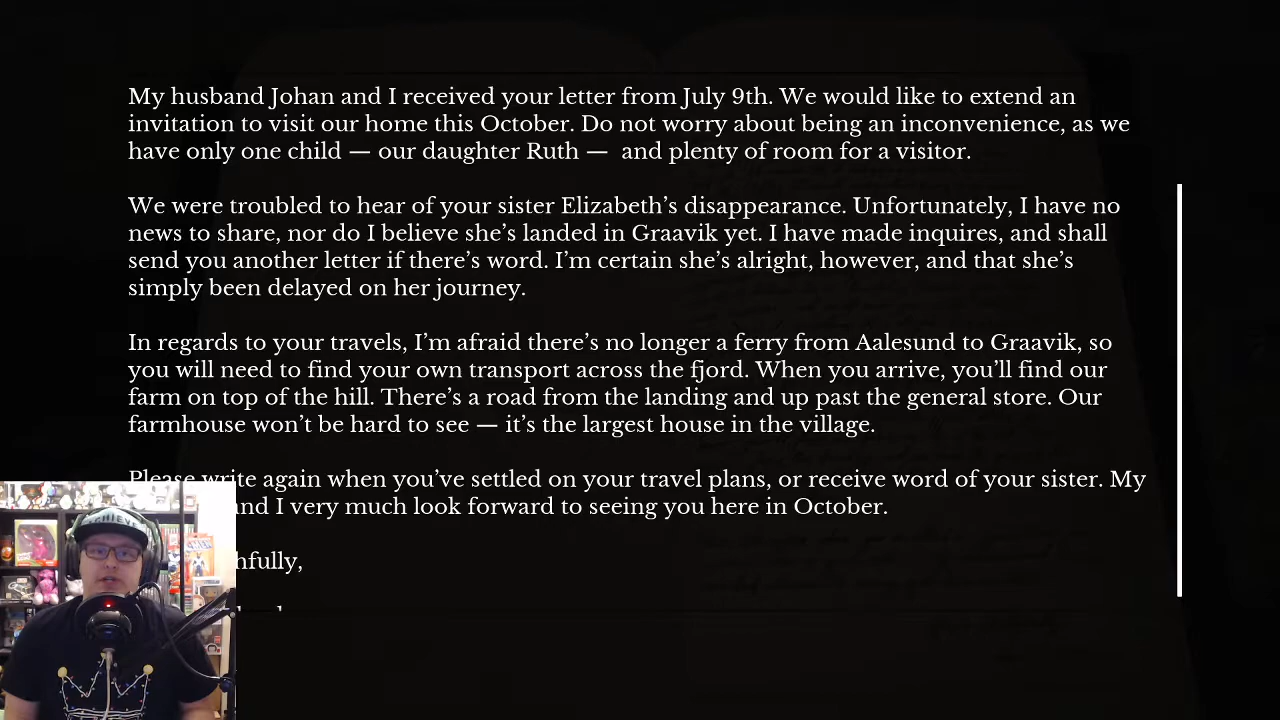 My husband Johan and I received your letter from July 9th. We would like to extend an
invitation to visit our home this October. Do not worry about being an inconvenience, as we
have only one child — our daughter Ruth —  and plenty of room for a visitor.
We were troubled to hear of your sister Elizabeth’s disappearance. Unfortunately, I have no
news to share, nor do I believe she’s landed in Graavik yet. I have made inquires, and shall
send you another letter if there’s word. I’m certain she’s alright, however, and that she’s
simply been delayed on her journey.
In regards to your travels, I’m afraid there’s no longer a ferry from Aalesund to Graavik, so
you will need to find your own transport across the fjord. When you arrive, you’ll find our
farm on top of the hill. There’s a road from the landing and up past the general store. Our
farmhouse won’t be hard to see — it’s the largest house in the village.
Please write again when you’ve settled on your travel plans, or receive word of your sister. My
and I very much look forward to seeing you here in October.
hfully,